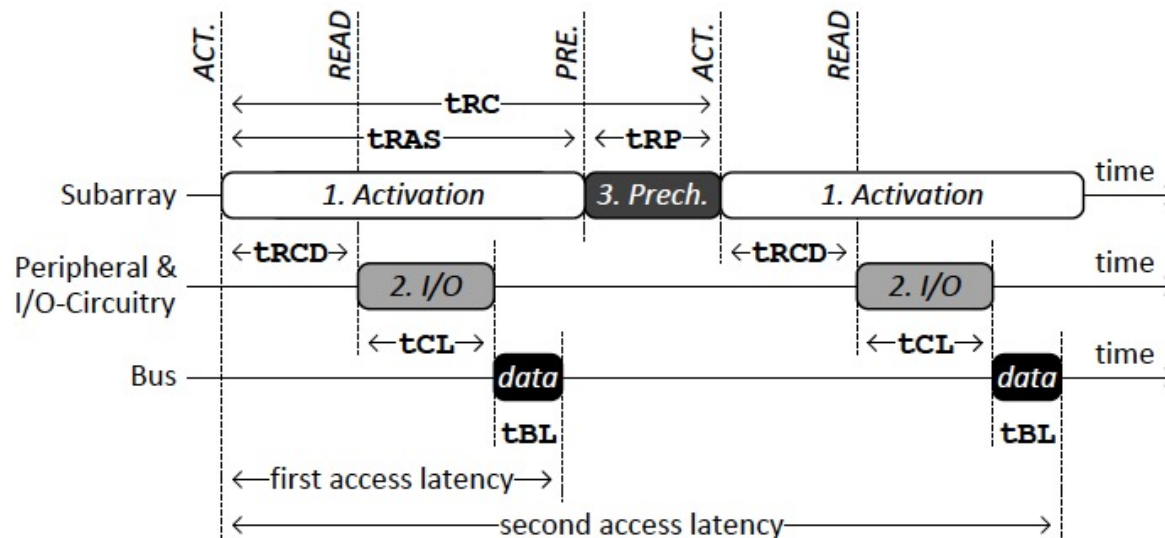 ACT.
READ
PRE.
ACT.
READ
tRC
tRAS
tRP
Subarray
1. Activation
3. Prech.
1. Activation
time
tRCD
tRCD
Peripheral &
I/O-Circuitry
2. I/O
2. I/O
time
tCL
tCL
Bus
data
data
time
tBL
tBL
first access latency
second access latency